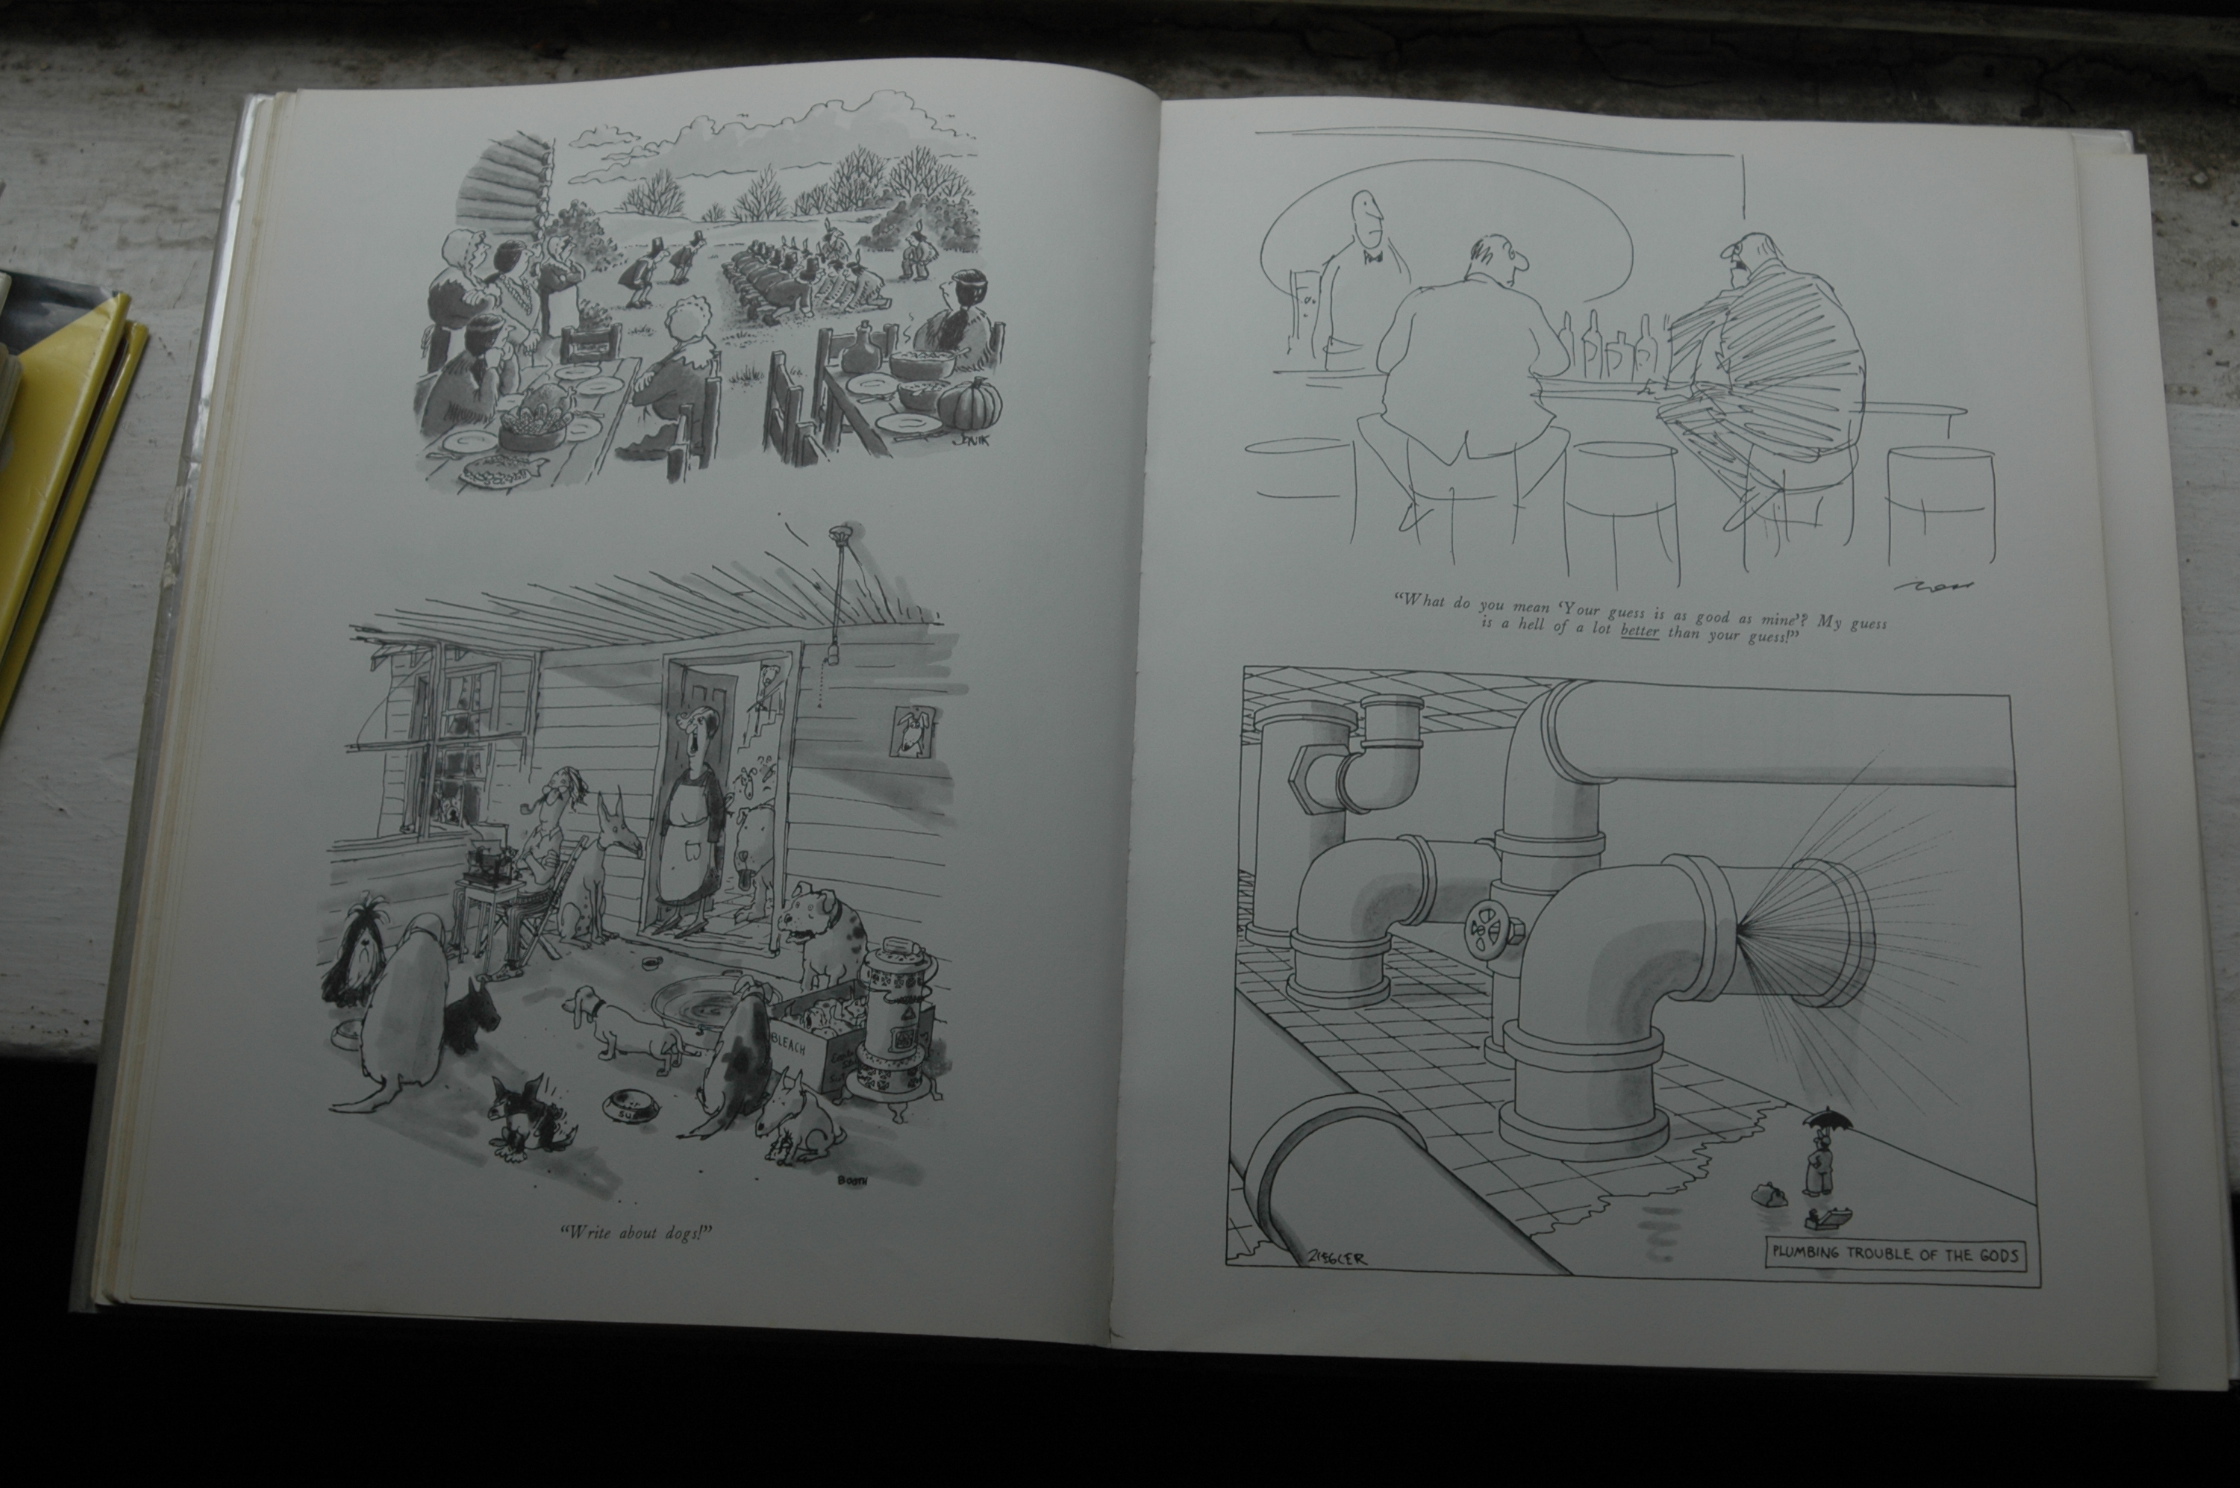 JONIK
BLEACH
BOOTH
“Write about dogs!”
“What do you mean ‘Your guess is as good as mine’? My guess
is a hell of a lot better than your guess!”
ZIEGLER
PLUMBING TROUBLE OF THE GODS